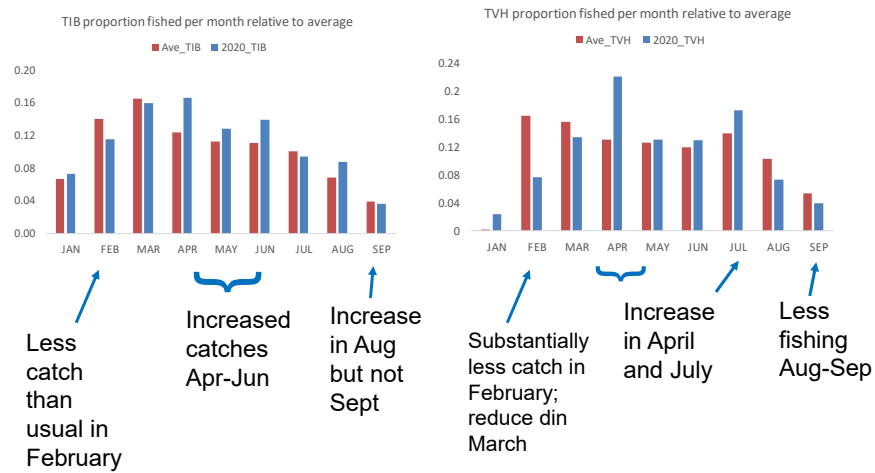 TIB proportion fished per month relative to average
Ave_TIB 2020_TIB
0.20
0.16
0.12
0.08
0.04
0.00
JAN FEB MAR APR MAY JUN JUL AUG SEP
Less
catch
than
usual in
February
Increased
catches
Apr-Jun
Increase
in Aug
but not
Sept
TVH proportion fished per month relative to average
Ave_TVH 2020_TVH
0.24
0.2
0.16
0.12
0.08
0.04
0
JAN FEB MAR APR MAY JUN JUL AUG SEP
Substantially
less catch in
February;
reduce din
March
Increase
in April
and July
Less
fishing
Aug-Sep